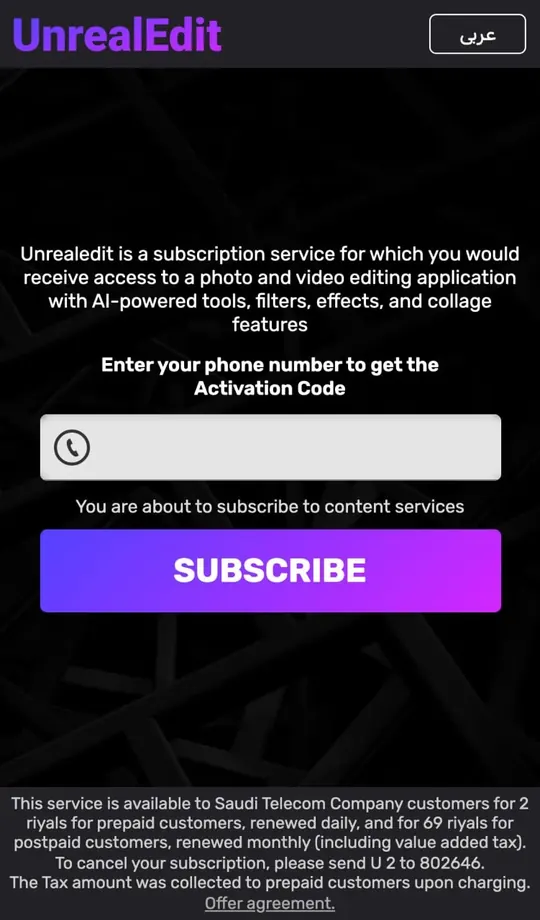 UnrealEdit
عربى
Unrealedit is a subscription service for which you would
receive access to a photo and video editing application
with AI-powered tools, filters, effects, and collage
features
Enter your phone number to get the
Activation Code
You are about to subscribe to content services
SUBSCRIBE
This service is available to Saudi Telecom Company customers for 2
riyals for prepaid customers, renewed daily, and for 69 riyals for
postpaid customers, renewed monthly (including value added tax).
To cancel your subscription, please send U 2 to 802646.
The Tax amount was collected to prepaid customers upon charging.
Offer agreement.